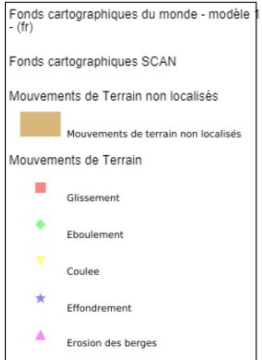 Fonds cartographiques du monde - modèle 1
- (fr)
Fonds cartographiques SCAN
Mouvements de Terrain non localisés
Mouvements de terrain non localisés
Mouvements de Terrain
Glissement
Eboulement
Coulee
Effondrement
Erosion des berges